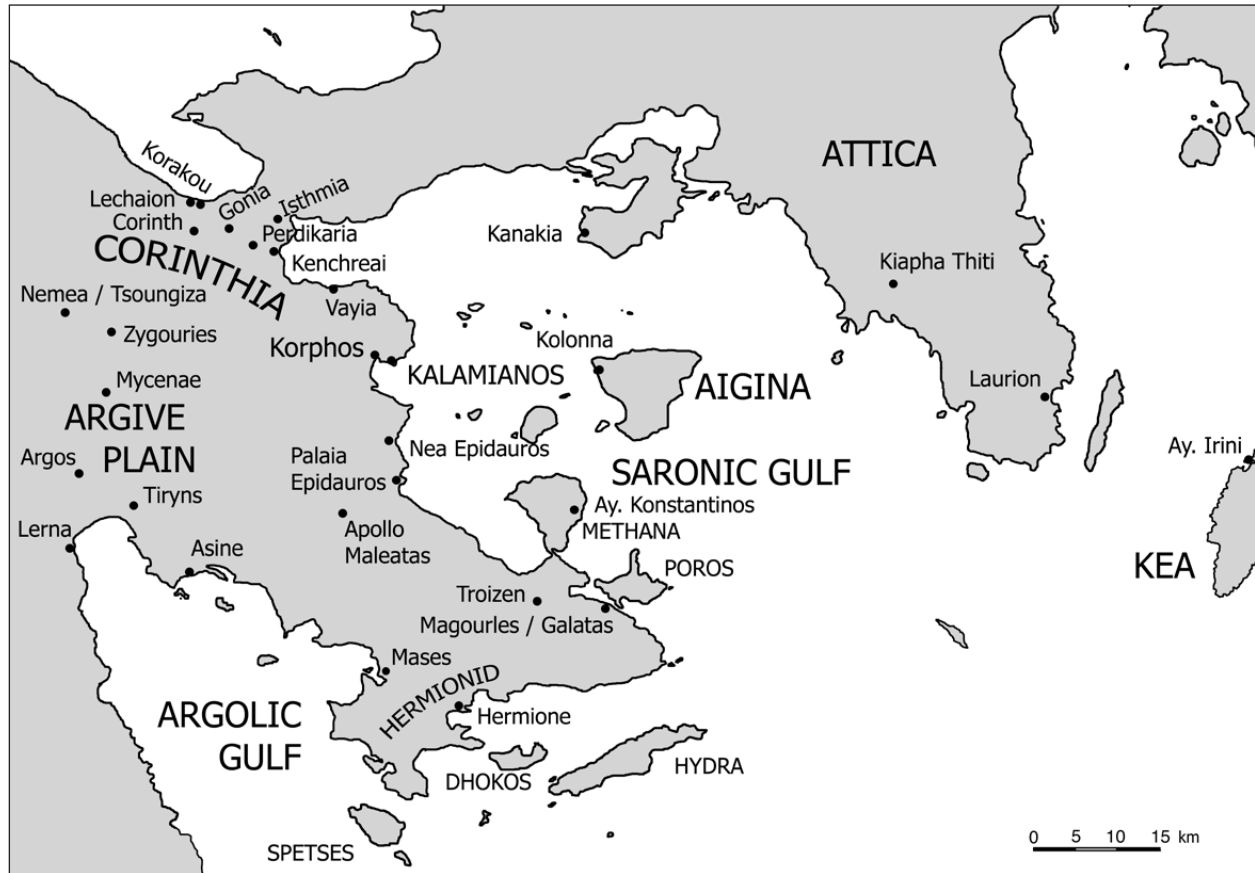 ATTICA
Korakou
Lechaion
Gonia
Isthmia
Corinth
Perdikaria
Kanakia
CORINTHIA
Kenchreai
Kiapha Thiti
Nemea / Tsoungiza
Vayia
Zygouries
Korphos
Kolonna
KALAMIANOS
Mycenae
AIGINA
Laurion
ARGIVE
PLAIN
Nea Epidauros
Ay. Irini
Argos
Palaia
Epidauros
SARONIC GULF
Tiryns
Ay. Konstantinos
Lerna
Apollo
Maleatas
METHANA
Asine
POROS
KEA
Troizen
Magourles / Galatas
Mases
HERMIONID
ARGOLIC
GULF
Hermione
HYDRA
DHOKOS
SPETSES
0 5 10 15 km